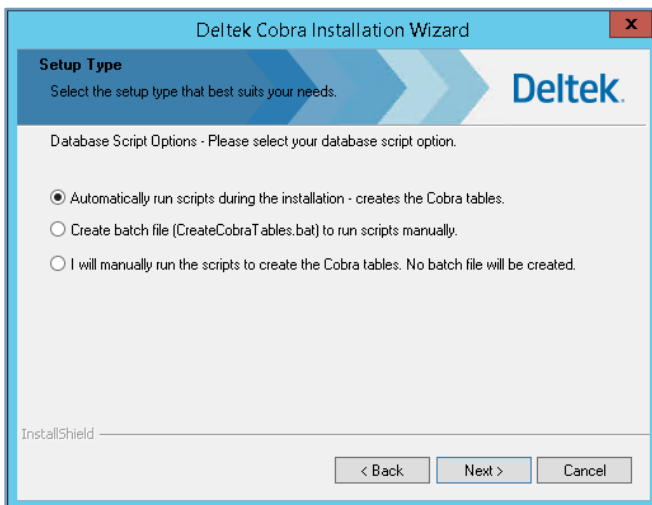 Deltek Cobra Installation Wizard
x
Setup Type
Select the setup type that best suits your needs.
Deltek.
Database Script Options - Please select your database script option.
Automatically run scripts during the installation - creates the Cobra tables.
Create batch file (CreateCobraTables.bat) to run scripts manually.
I will manually run the scripts to create the Cobra tables. No batch file will be created.
InstallShield
< Back Next > Cancel